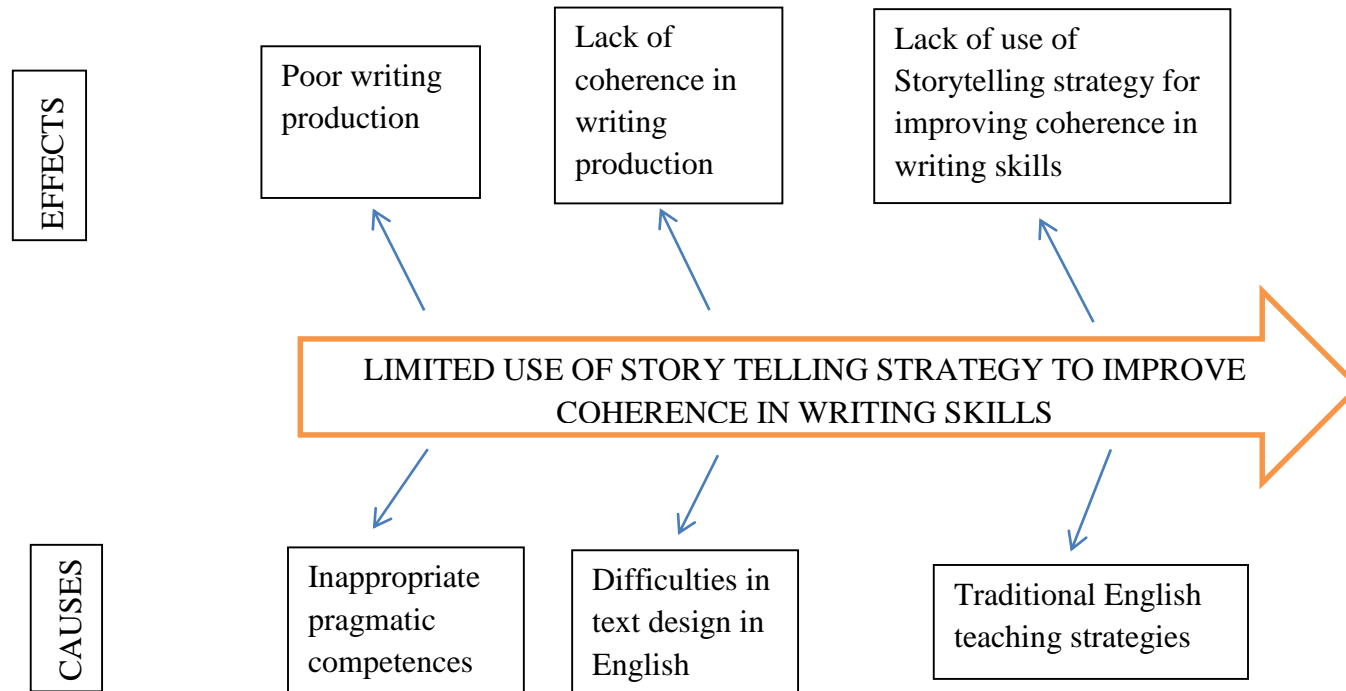 EFFECTS
Poor writing
production
Lack of
coherence in
writing
production
Lack of use of
Storytelling strategy for
improving coherence in
writing skills
LIMITED USE OF STORY TELLING STRATEGY TO IMPROVE
COHERENCE IN WRITING SKILLS
CAUSES
Inappropriate
pragmatic
competences
Difficulties in
text design in
English
Traditional English
teaching strategies